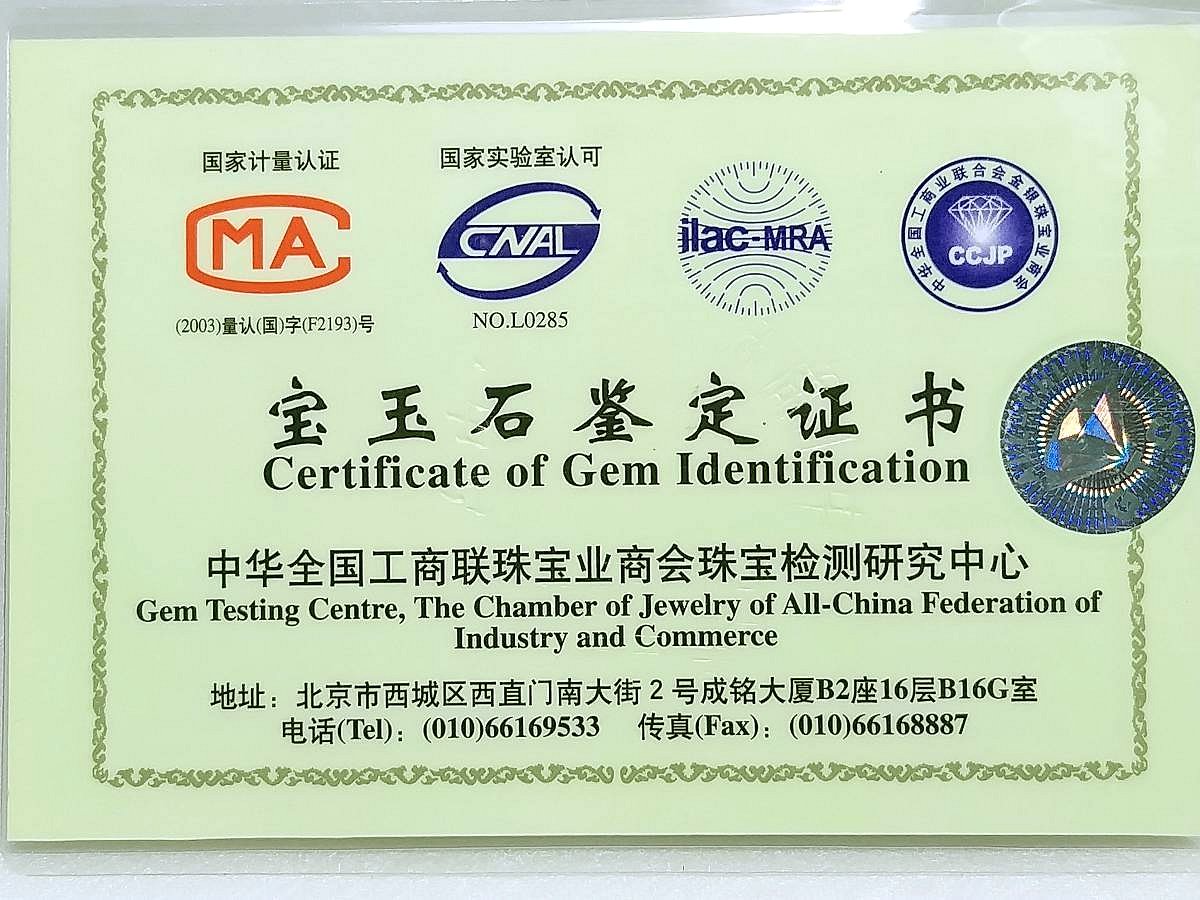 国家计量认证
国家实验室认可
CMA
CNAL
ilac-MRA
中华全国工商业联合会金银珠宝业商会
CCJP
(2003)量认(国)字(F2193)号
NO.L0285
宝玉石鉴定证书
Certificate of Gem Identification
中华全国工商联珠宝业商会珠宝检测研究中心
Gem Testing Centre, The Chamber of Jewelry of All-China Federation of
Industry and Commerce
地址：北京市西城区西直门南大街2号成铭大厦B2座16层B16G室
电话(Tel)：(010)66169533 传真(Fax)：(010)66168887